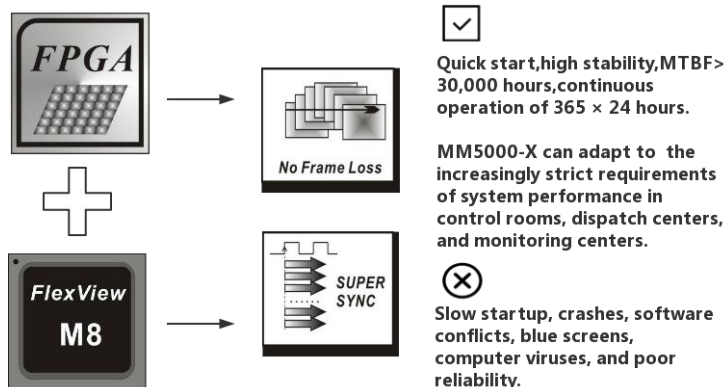 FPGA
FlexView
M8
No Frame Loss
SUPER
SYNC
Quick start,high stability,MTBF>
30,000 hours,continuous
operation of 365 × 24 hours.
MM5000-X can adapt to the
increasingly strict requirements
of system performance in
control rooms, dispatch centers,
and monitoring centers.
Slow startup, crashes, software
conflicts, blue screens,
computer viruses, and poor
reliability.